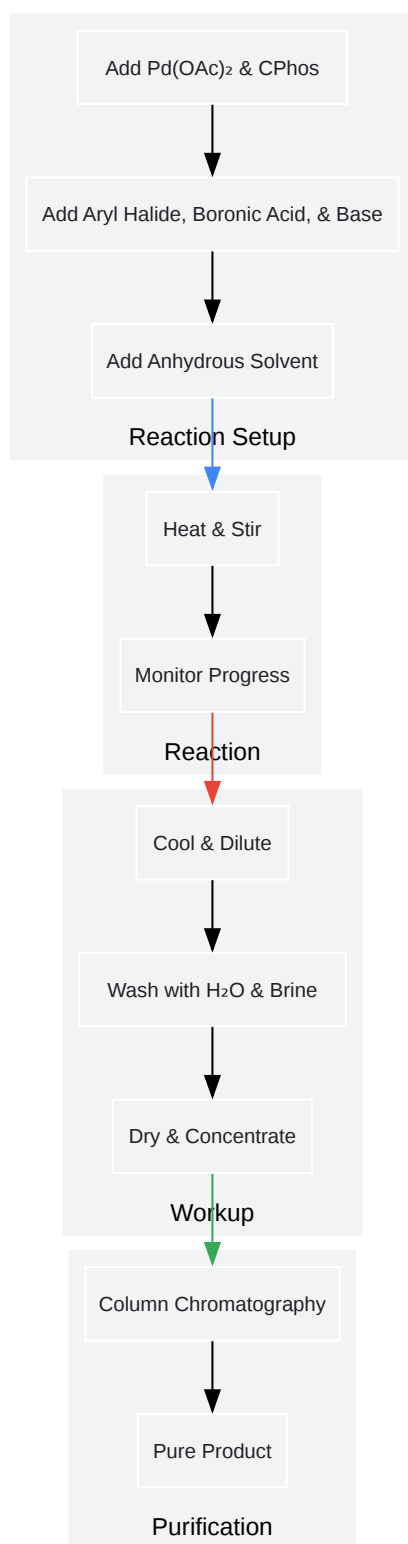 Add Pd(OAc)₂ & CPhos
Add Aryl Halide, Boronic Acid, & Base
Add Anhydrous Solvent
Reaction Setup
Heat & Stir
Monitor Progress
Reaction
Cool & Dilute
Wash with H₂O & Brine
Dry & Concentrate
Workup
Column Chromatography
Pure Product
Purification